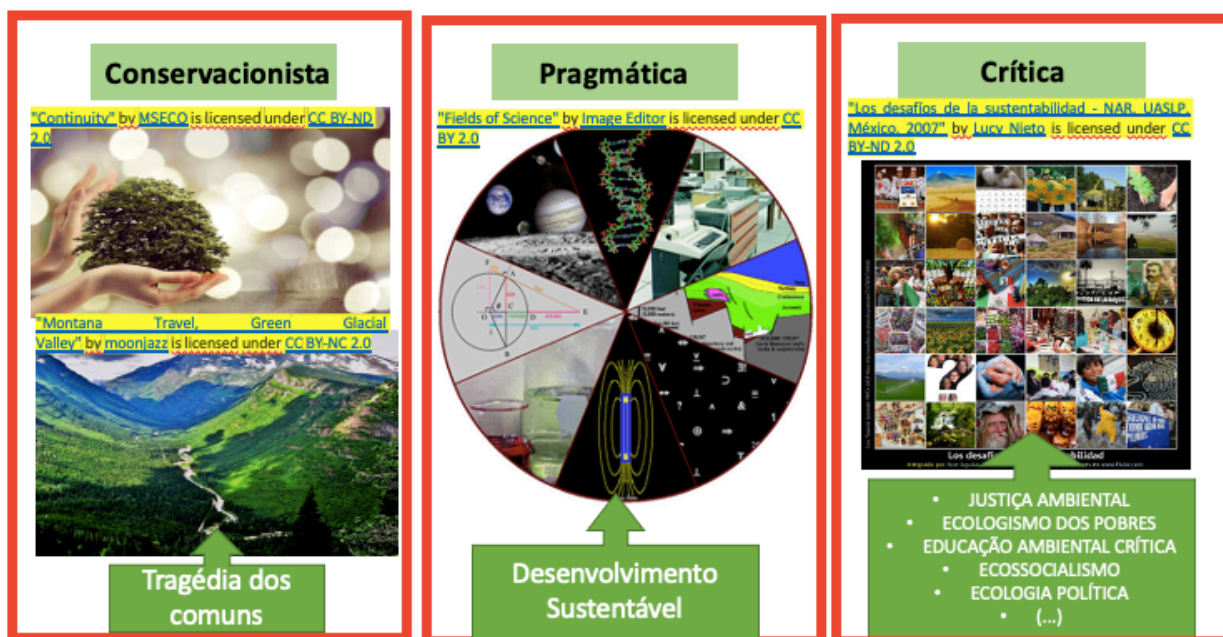 Conservacionista
"Continuity" by MSECO is licensed under CC BY-ND
2.0
"Montana Travel, Green Glacial
Valley" by moonjazz is licensed under CC BY-NC 2.0
Tragédia dos
comuns
Pragmática
"Fields of Science" by Image Editor is licensed under CC
BY 2.0
Desenvolvimento
Sustentável
Crítica
"Los desafíos de la sustentabilidad - NAR. UASLP.
México. 2007" by Lucy Nieto is licensed under CC
BY-ND 2.0
Los desafí
bilidad
• JUSTIÇA AMBIENTAL
• ECOLOGISMO DOS POBRES
• EDUCAÇÃO AMBIENTAL CRÍTICA
• ECOSSOCIALISMO
• ECOLOGIA POLÍTICA
• (...)